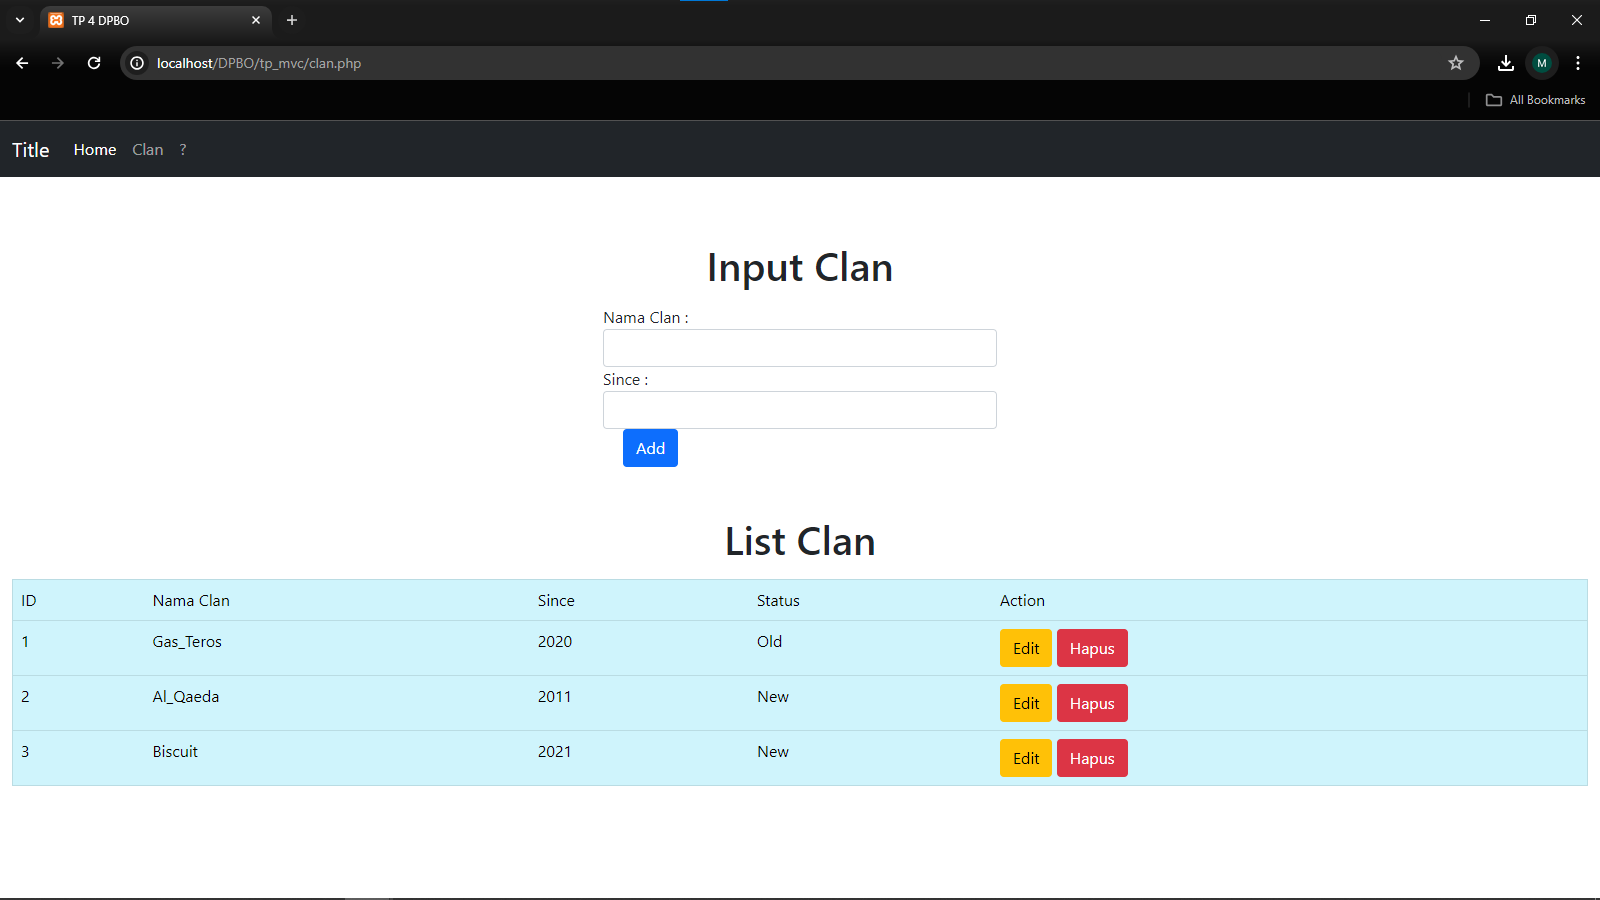 TP 4 DPBO
localhost/DPBO/tp_mvc/clan.php
M
All Bookmarks
Title Home Clan ?
Input Clan
Nama Clan :
Since :
Add
List Clan
ID Nama Clan Since Status Action
1 Gas_Teros 2020 Old Edit Hapus
2 Al_Qaeda 2011 New Edit Hapus
3 Biscuit 2021 New Edit Hapus